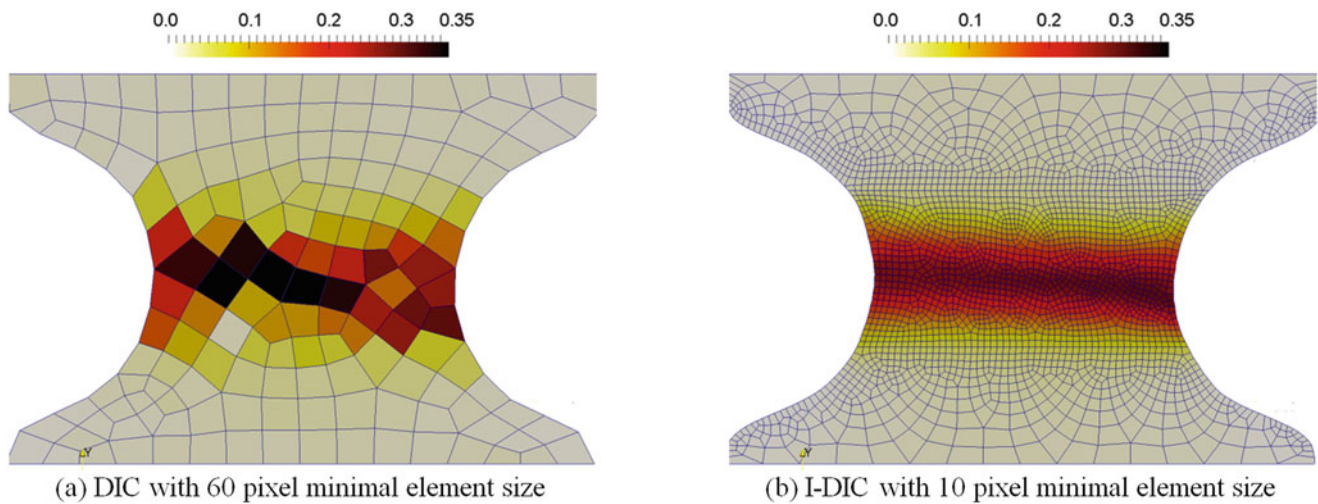 0.0 0.1 0.2 0.3 0.35
0.0 0.1 0.2 0.3 0.35
Y
Y
(a) DIC with 60 pixel minimal element size
(b) I-DIC with 10 pixel minimal element size